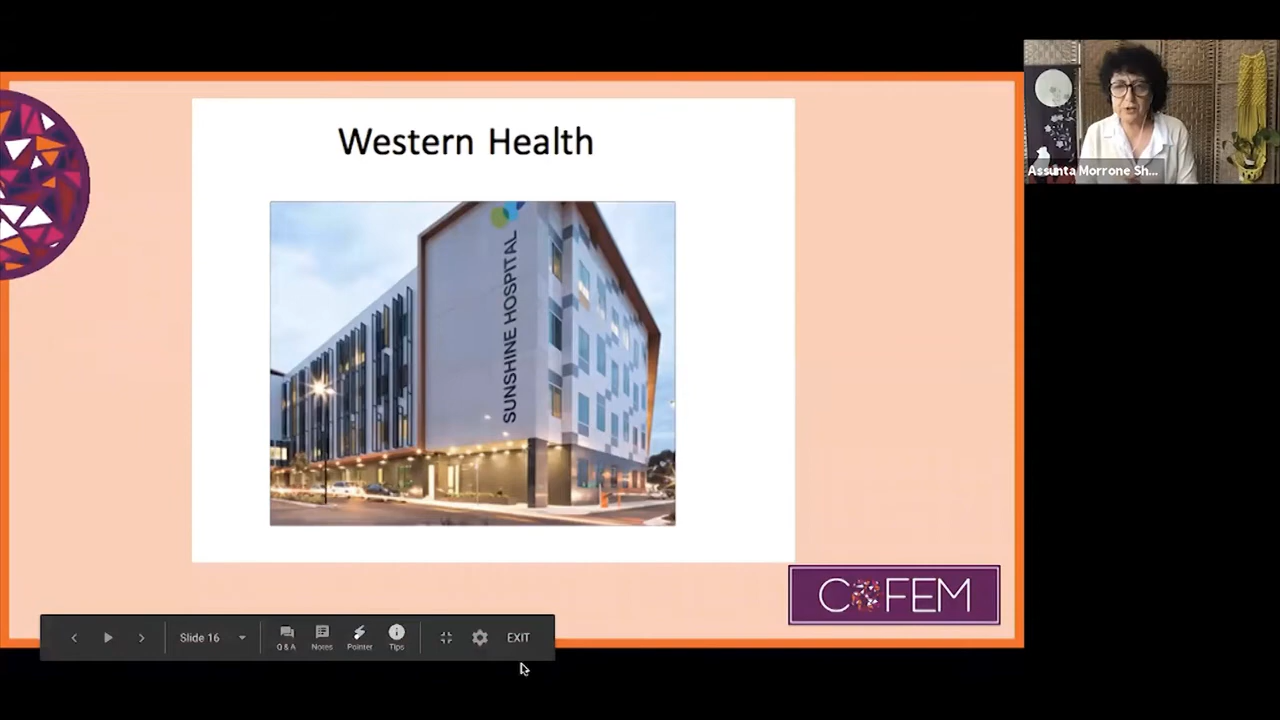 Western Health
SUNSHINE HOSPITAL
Assunta Morrone Sh...
COFEM
Slide 16
Q & A
Notes
Pointer
Tips
EXIT